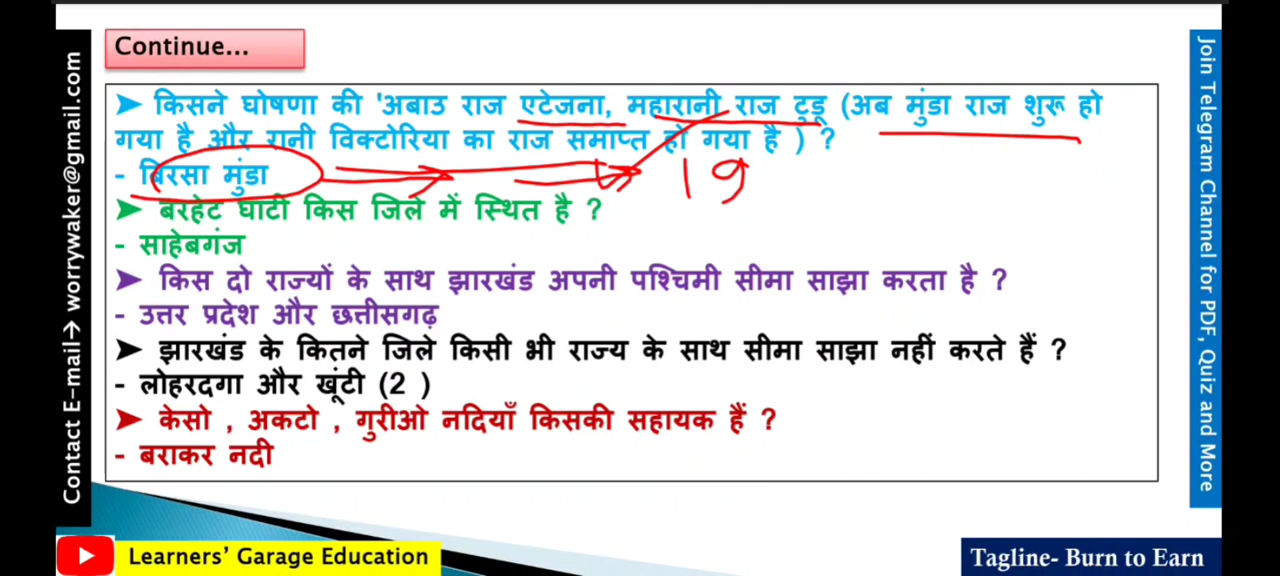 Continue...
➤ किसने घोषणा की 'अबाउ राज एटेजना, महारानी राज टुडू (अब मुंडा राज शुरू हो
गया है और रानी विक्टोरिया का राज समाप्त हो गया है ) ?
- बिरसा मुंडा
19
➤ बरहेट घाटी किस जिले में स्थित है ?
- साहेबगंज
➤ किस दो राज्यों के साथ झारखंड अपनी पश्चिमी सीमा साझा करता है ?
- उत्तर प्रदेश और छत्तीसगढ़
➤ झारखंड के कितने जिले किसी भी राज्य के साथ सीमा साझा नहीं करते हैं ?
- लोहरदगा और खूंटी (2 )
➤ केसो , अकटो , गुरीओ नदियाँ किसकी सहायक हैं ?
- बराकर नदी
Contact E-mail→ worrywaker@gmail.com
Join Telegram Channel for PDF, Quiz and More
Learners’ Garage Education
Tagline- Burn to Earn